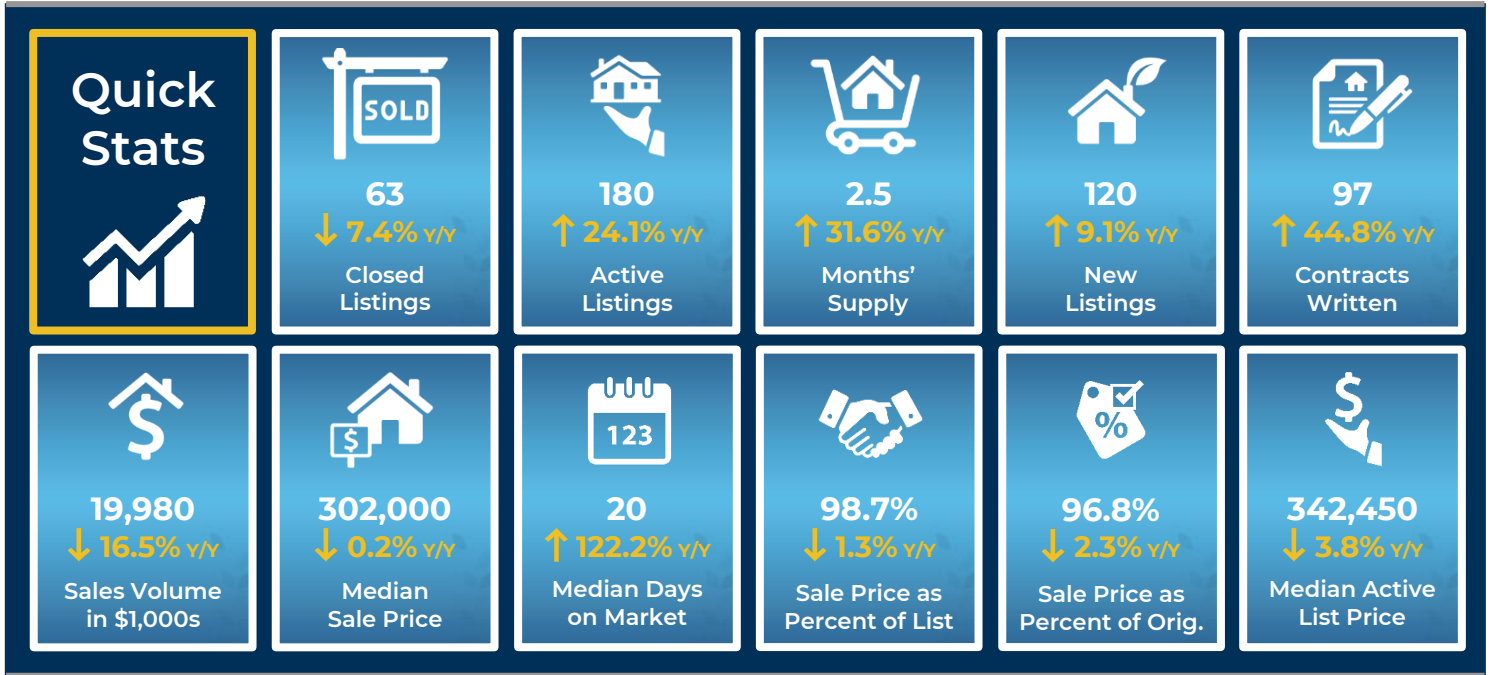 Quick
Stats
SOLD
63
↓ 7.4% Y/Y
Closed
Listings
180
↑ 24.1% Y/Y
Active
Listings
2.5
↑ 31.6% Y/Y
Months’
Supply
120
↑ 9.1% Y/Y
New
Listings
97
↑ 44.8% Y/Y
Contracts
Written
$
19,980
↓ 16.5% Y/Y
Sales Volume
in $1,000s
$
302,000
↓ 0.2% Y/Y
Median
Sale Price
123
20
↑ 122.2% Y/Y
Median Days
on Market
98.7%
↓ 1.3% Y/Y
Sale Price as
Percent of List
%
96.8%
↓ 2.3% Y/Y
Sale Price as
Percent of Orig.
$
342,450
↓ 3.8% Y/Y
Median Active
List Price